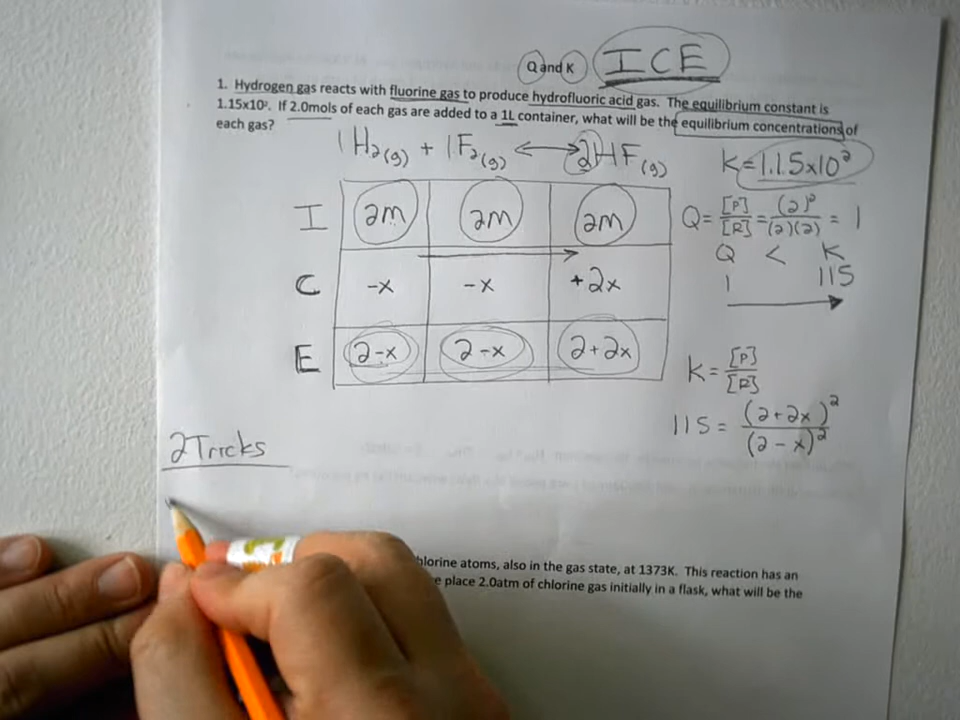 Q and K ICE
1. Hydrogen gas reacts with fluorine gas to produce hydrofluoric acid gas. The equilibrium constant is
1.15x10². If 2.0mols of each gas are added to a 1L container, what will be the equilibrium concentrations of
each gas?
1H₂(g) + 1F₂(g) ⟷ 2HF(g)
K = 1.15x10²
I 2M 2M 2M
Q = [P]/[R] = (2)²/(2)(2) = 1
Q < K
1 115
C -x -x +2x
E 2-x 2-x 2+2x
K = [P]/[R]
115 = (2+2x)²/(2-x)²
2 Tricks
chlorine atoms, also in the gas state, at 1373K. This reaction has an
place 2.0atm of chlorine gas initially in a flask, what will be the